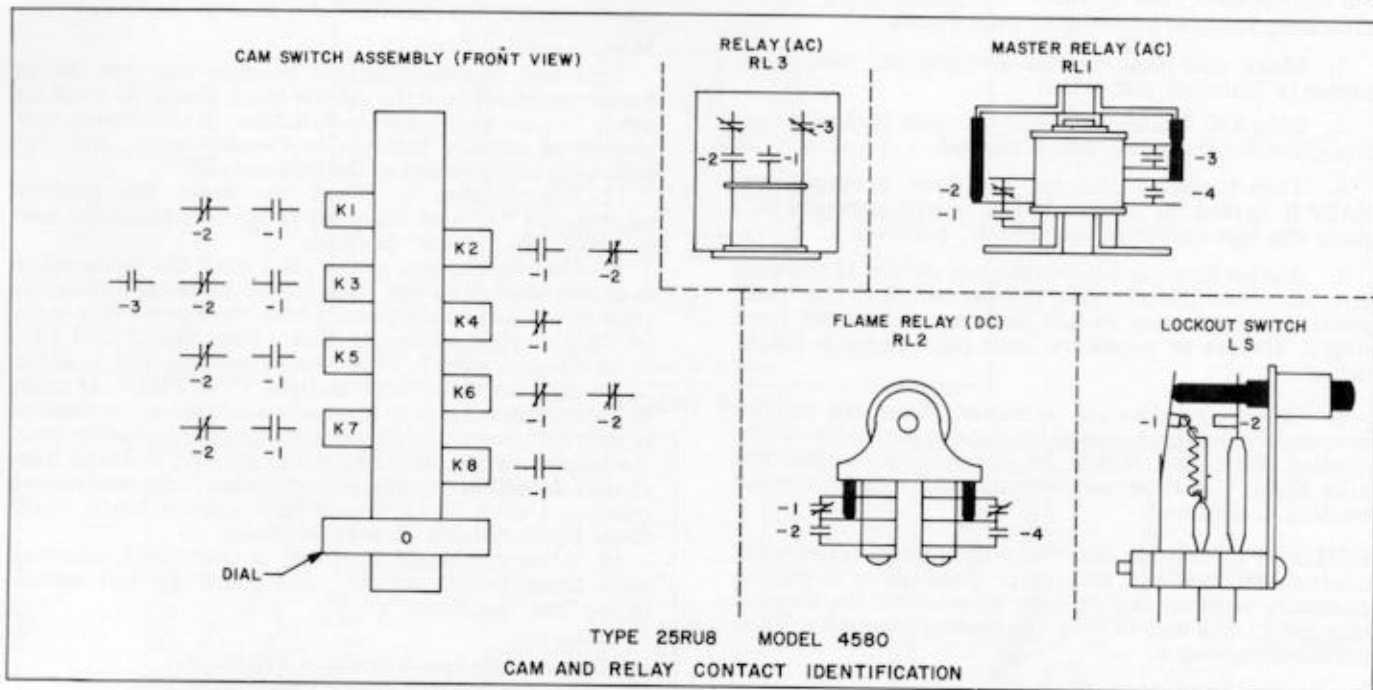 CAM SWITCH ASSEMBLY (FRONT VIEW)
K1
-2
-1
K2
-1
-2
K3
-3
-2
-1
K4
-1
K5
-2
-1
K6
-1
-2
K7
-2
-1
K8
-1
O
DIAL
RELAY (AC)
RL3
-3
-2
-1
MASTER RELAY (AC)
RL1
-3
-2
-4
-1
FLAME RELAY (DC)
RL2
-1
-2
-4
LOCKOUT SWITCH
LS
-1
-2
TYPE 25RU8 MODEL 4580
CAM AND RELAY CONTACT IDENTIFICATION